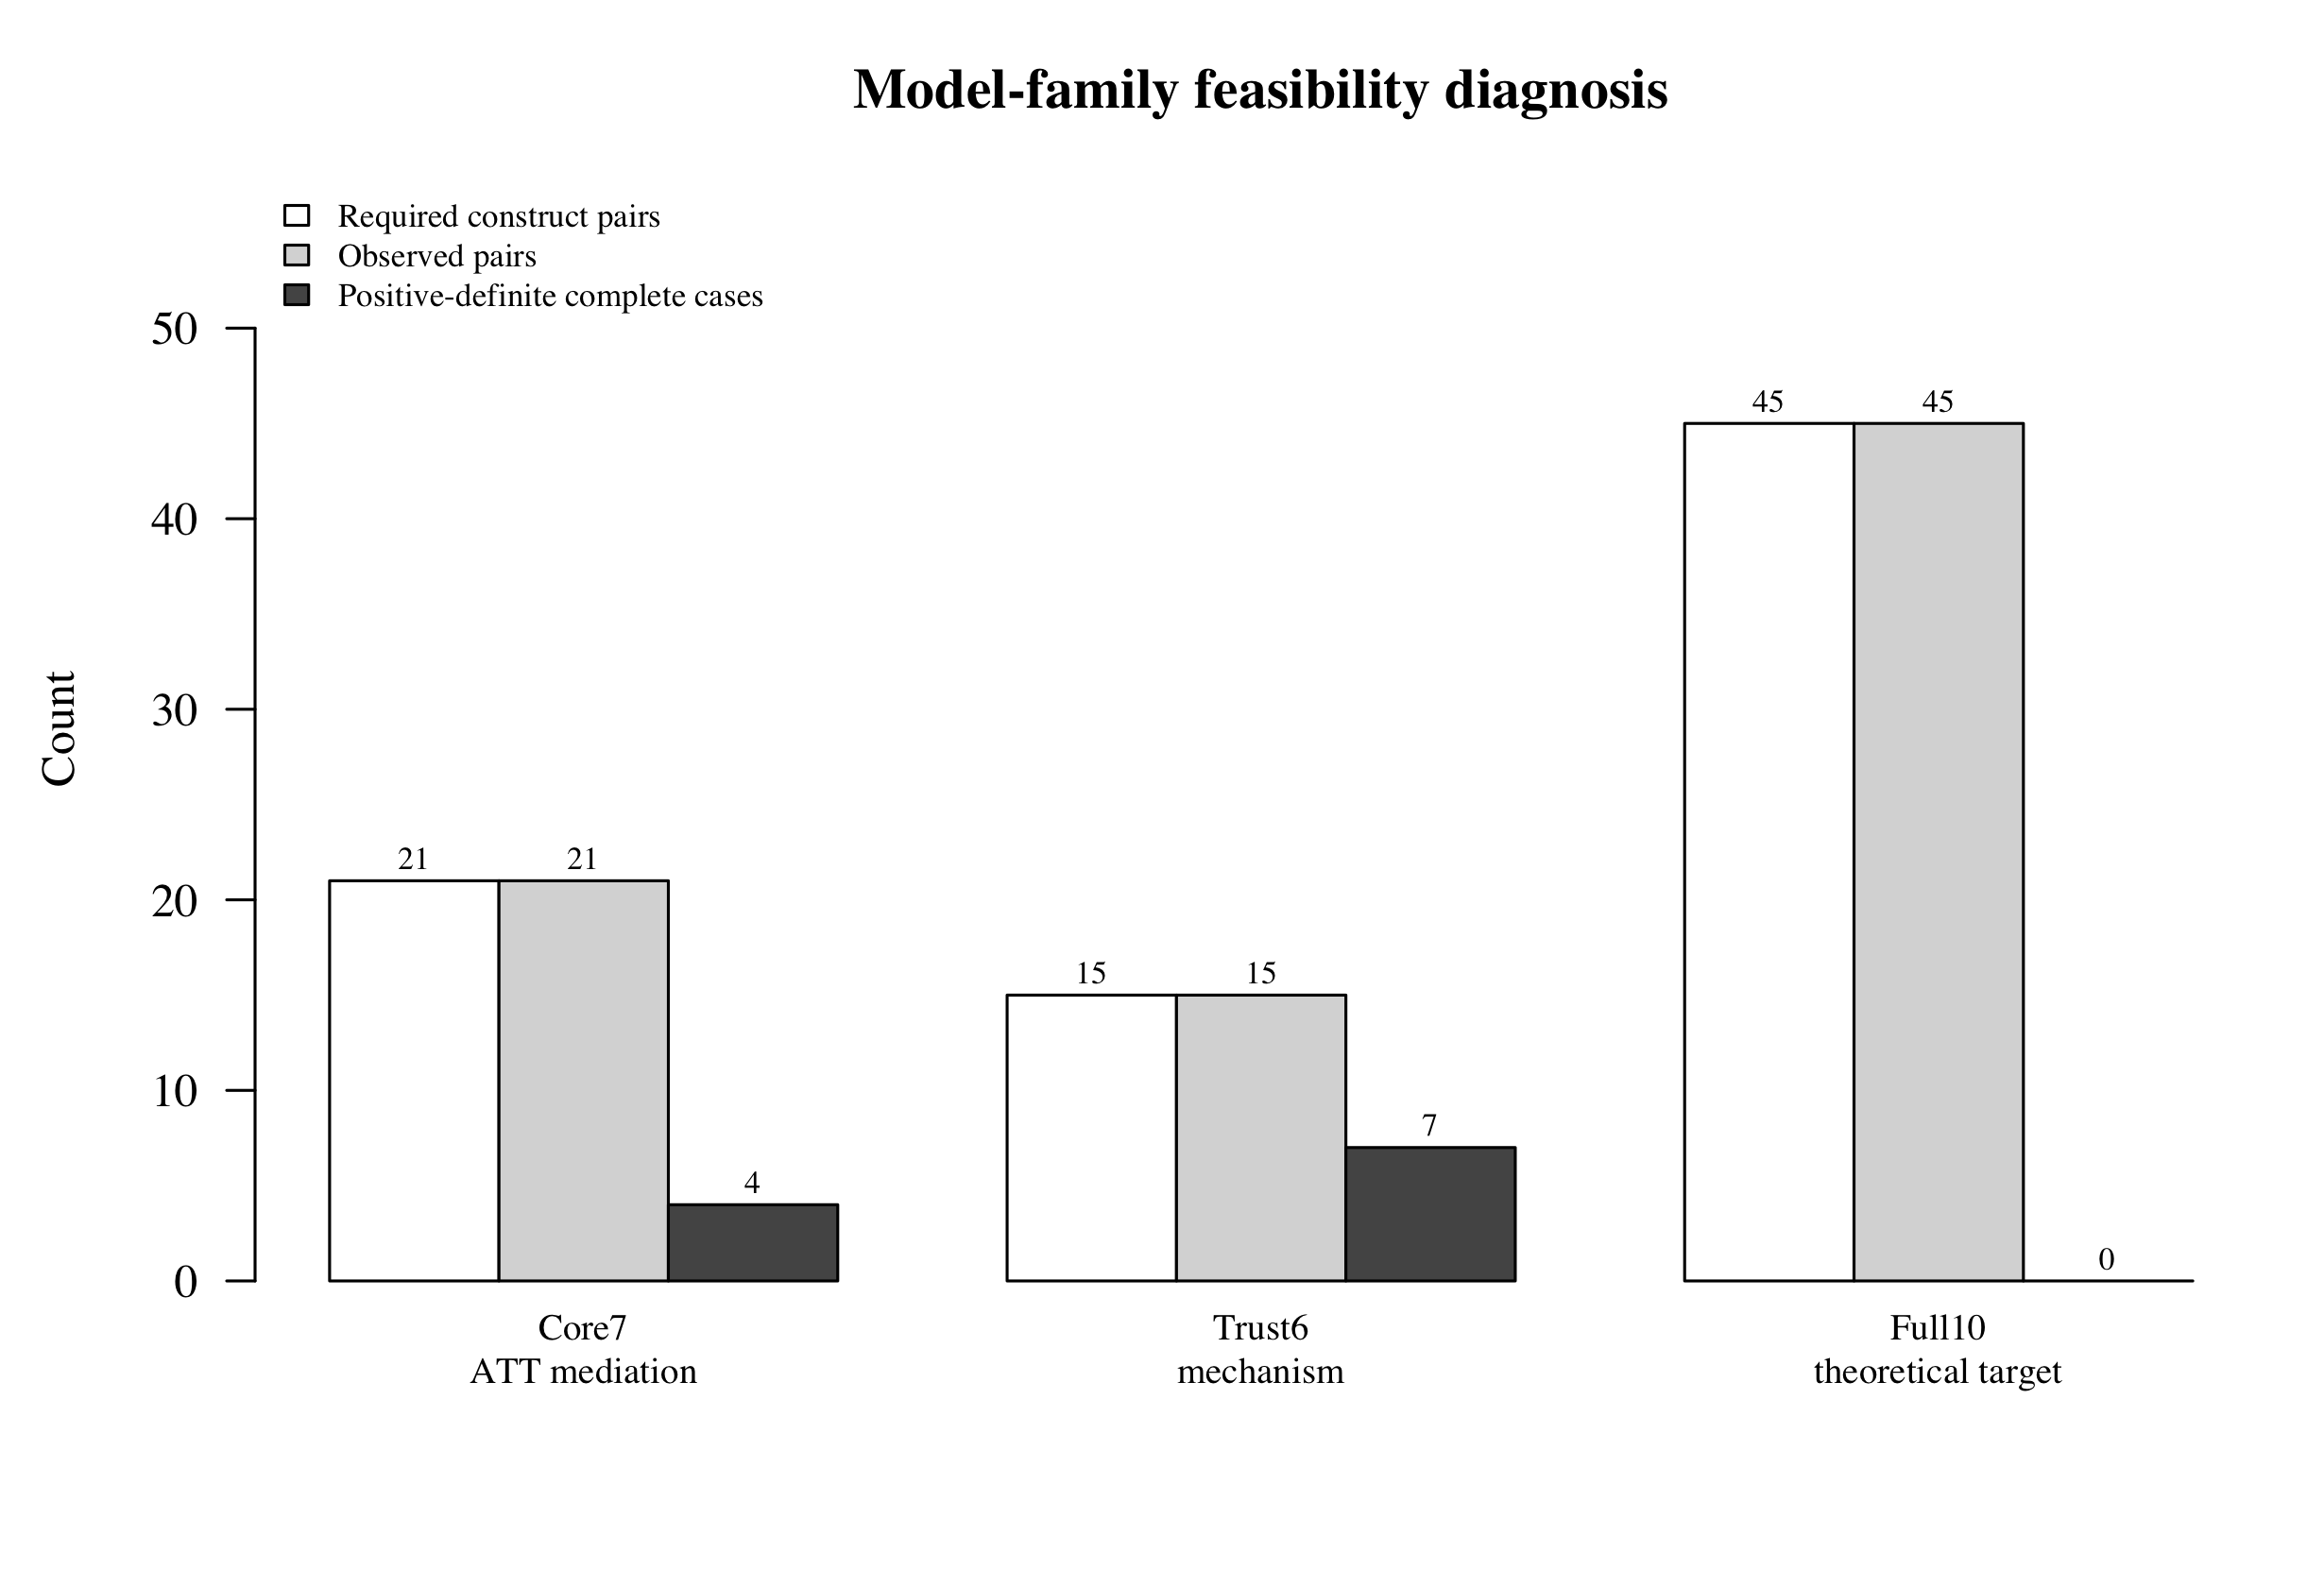 Model-family feasibility diagnosis
Required construct pairs
Observed pairs
Positive-definite complete cases
50
40
30
20
10
0
Count
21
21
4
15
15
7
45
45
0
Core7
ATT mediation
Trust6
mechanism
Full10
theoretical target